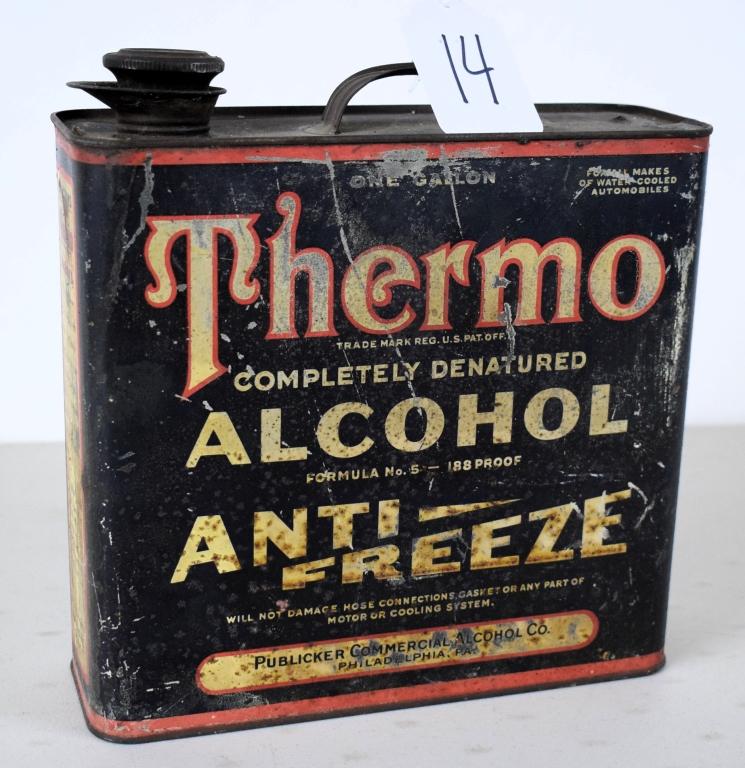 14
ONE GALLON
FOR ALL MAKES
OF WATER COOLED
AUTOMOBILES
Thermo
TRADE MARK REG. U.S. PAT. OFF.
COMPLETELY DENATURED
ALCOHOL
FORMULA No. 5 — 188 PROOF
ANTI-
FREEZE
WILL NOT DAMAGE HOSE CONNECTIONS, GASKET OR ANY PART OF
MOTOR OR COOLING SYSTEM.
PUBLICKER COMMERCIAL ALCOHOL CO.
PHILADELPHIA, PA.